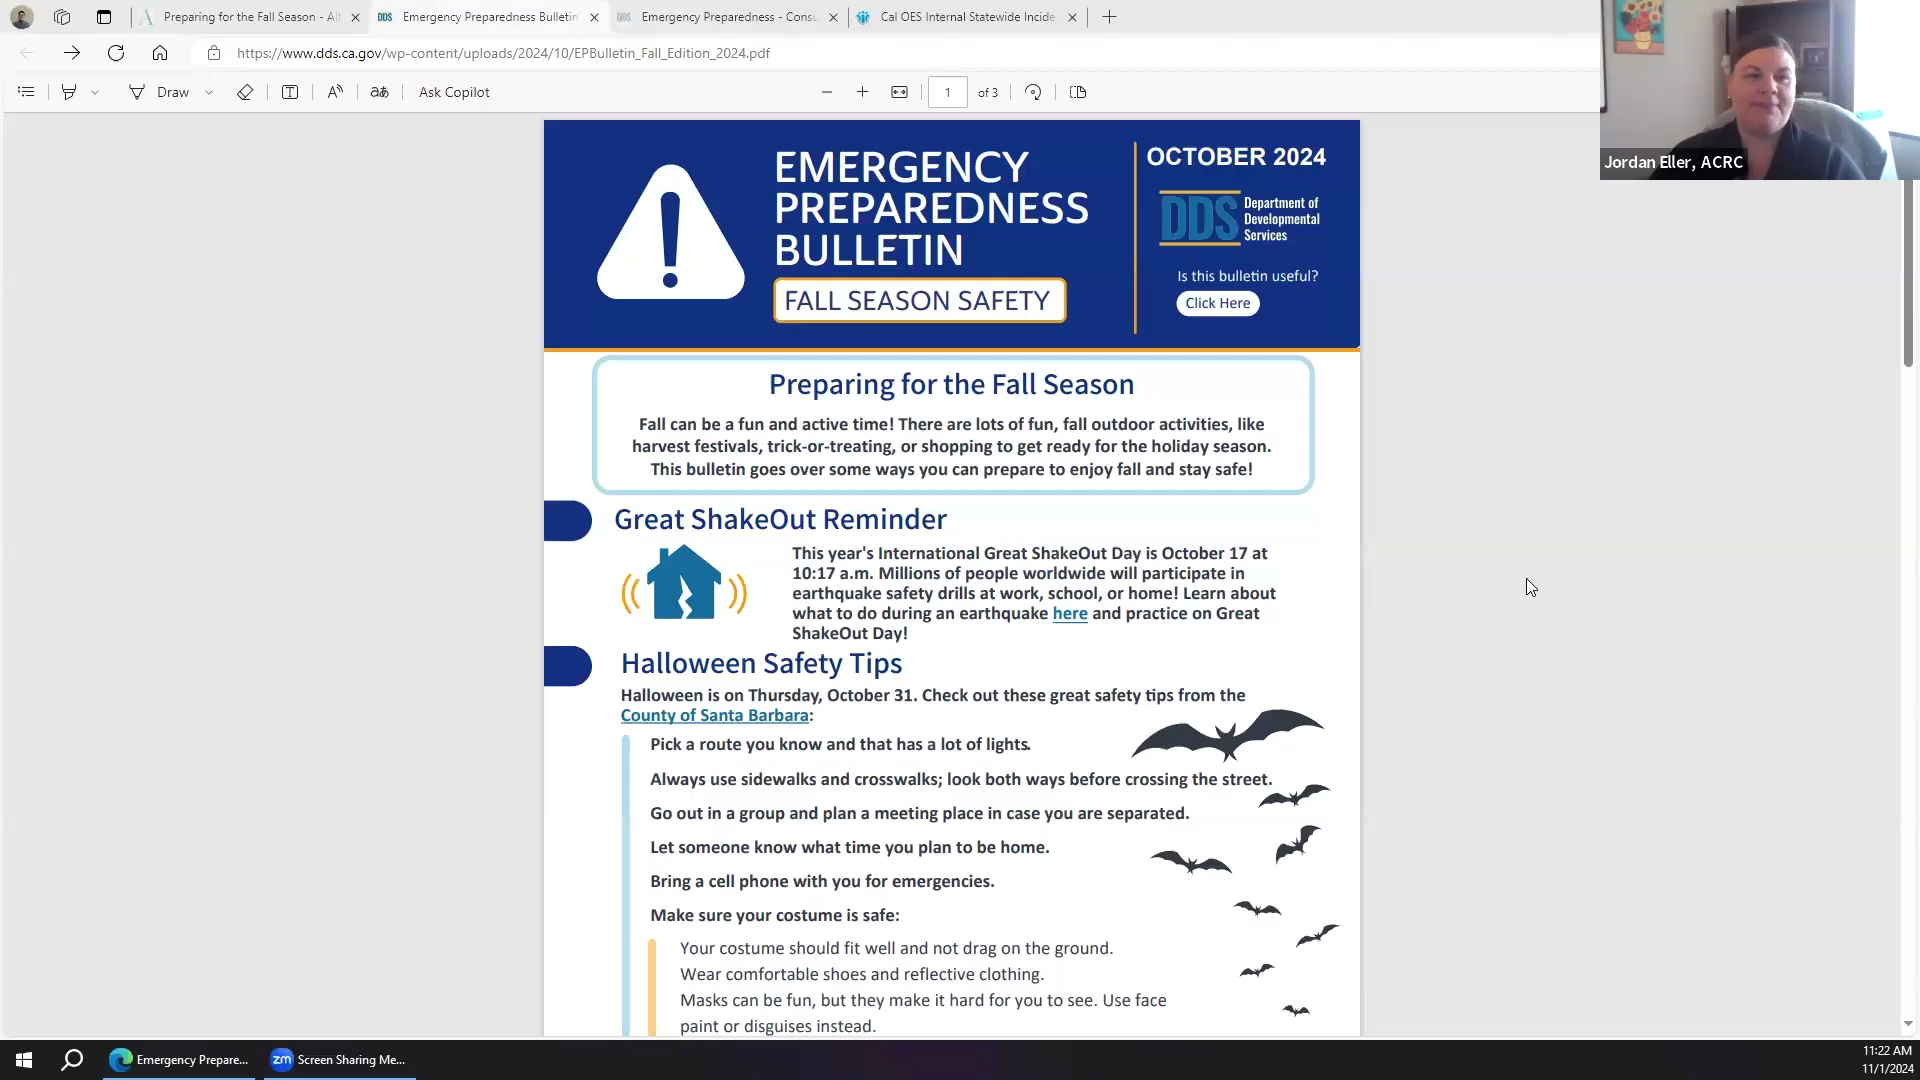 Preparing for the Fall Season - Alt
Emergency Preparedness Bulletin
Emergency Preparedness - Consu
Cal OES Internal Statewide Incide
https://www.dds.ca.gov/wp-content/uploads/2024/10/EPBulletin_Fall_Edition_2024.pdf
Draw
Ask Copilot
1 of 3
Jordan Eller, ACRC
EMERGENCY
PREPAREDNESS
BULLETIN
FALL SEASON SAFETY
OCTOBER 2024
DDS
Department of
Developmental
Services
Is this bulletin useful?
Click Here
Preparing for the Fall Season
Fall can be a fun and active time! There are lots of fun, fall outdoor activities, like
harvest festivals, trick-or-treating, or shopping to get ready for the holiday season.
This bulletin goes over some ways you can prepare to enjoy fall and stay safe!
Great ShakeOut Reminder
This year's International Great ShakeOut Day is October 17 at
10:17 a.m. Millions of people worldwide will participate in
earthquake safety drills at work, school, or home! Learn about
what to do during an earthquake here and practice on Great
ShakeOut Day!
Halloween Safety Tips
Halloween is on Thursday, October 31. Check out these great safety tips from the
County of Santa Barbara:
Pick a route you know and that has a lot of lights.
Always use sidewalks and crosswalks; look both ways before crossing the street.
Go out in a group and plan a meeting place in case you are separated.
Let someone know what time you plan to be home.
Bring a cell phone with you for emergencies.
Make sure your costume is safe:
Your costume should fit well and not drag on the ground.
Wear comfortable shoes and reflective clothing.
Masks can be fun, but they make it hard for you to see. Use face
paint or disguises instead.
Emergency Prepare...
zm Screen Sharing Me...
11:22 AM
11/1/2024